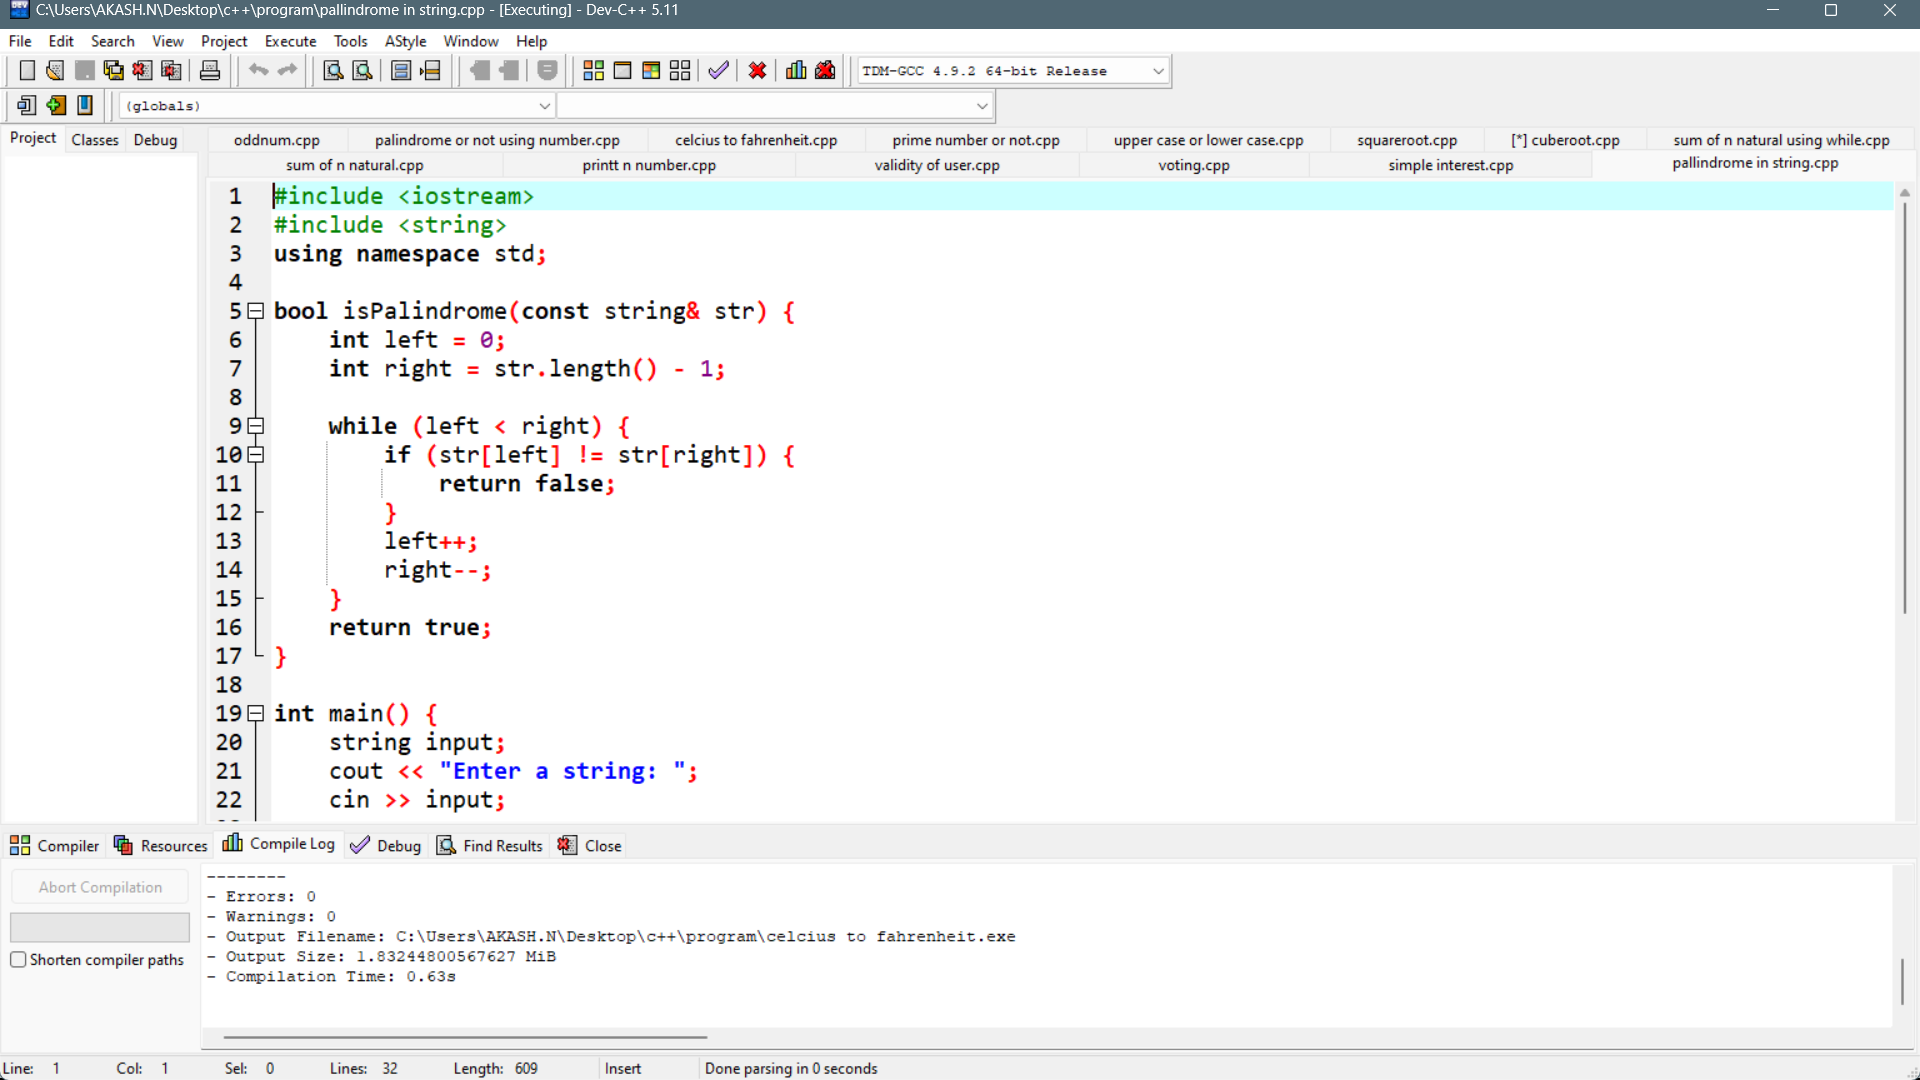 C:\Users\AKASH.N\Desktop\c++\program\pallindrome in string.cpp - [Executing] - Dev-C++ 5.11
File Edit Search View Project Execute Tools AStyle Window Help
TDM-GCC 4.9.2 64-bit Release
(globals)
Project Classes Debug
oddnum.cpp palindrome or not using number.cpp celcius to fahrenheit.cpp prime number or not.cpp upper case or lower case.cpp squareroot.cpp [*] cuberoot.cpp sum of n natural using while.cpp
sum of n natural.cpp printt n number.cpp validity of user.cpp voting.cpp simple interest.cpp pallindrome in string.cpp
1 #include <iostream>
2 #include <string>
3 using namespace std;
4
5 bool isPalindrome(const string& str) {
6 int left = 0;
7 int right = str.length() - 1;
8
9 while (left < right) {
10 if (str[left] != str[right]) {
11 return false;
12 }
13 left++;
14 right--;
15 }
16 return true;
17 }
18
19 int main() {
20 string input;
21 cout << "Enter a string: ";
22 cin >> input;
Compiler Resources Compile Log Debug Find Results Close
Abort Compilation
Shorten compiler paths
--------
- Errors: 0
- Warnings: 0
- Output Filename: C:\Users\AKASH.N\Desktop\c++\program\celcius to fahrenheit.exe
- Output Size: 1.83244800567627 MiB
- Compilation Time: 0.63s
Line: 1 Col: 1 Sel: 0 Lines: 32 Length: 609 Insert Done parsing in 0 seconds